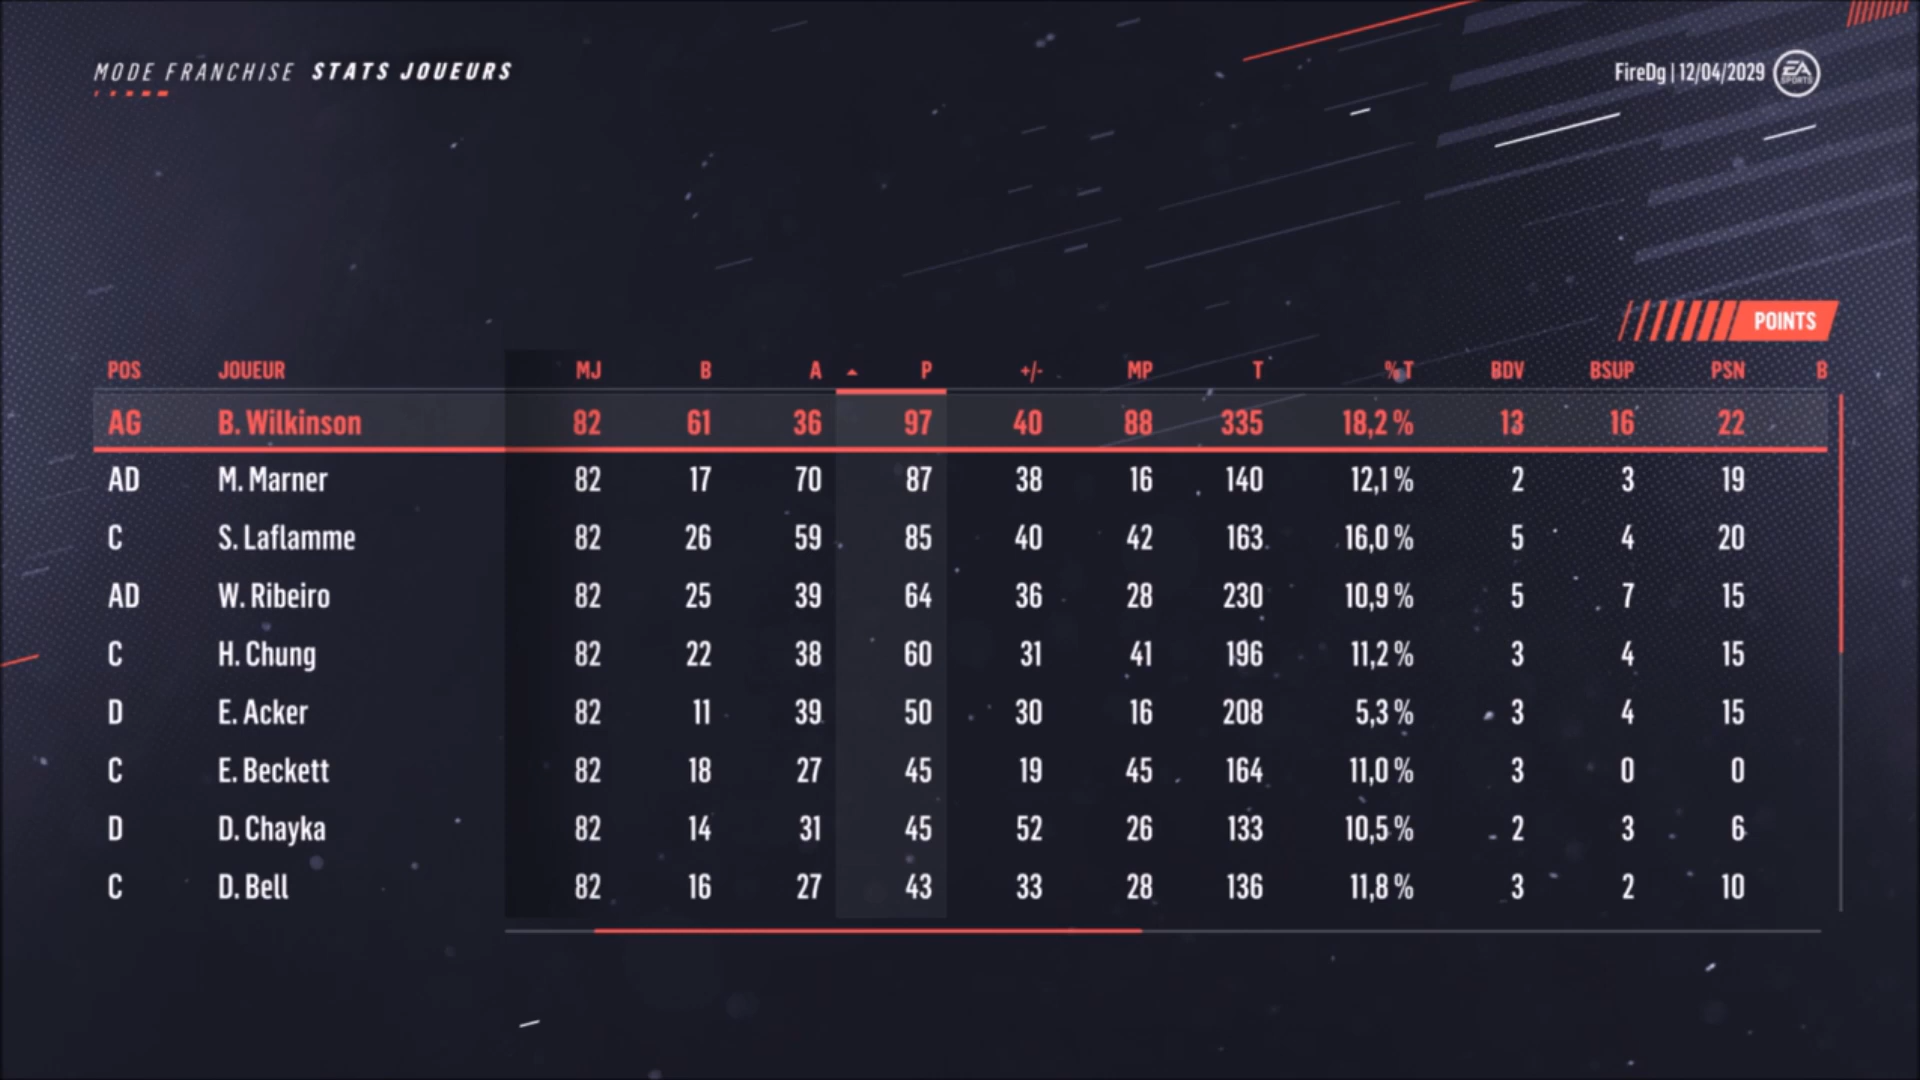 MODE FRANCHISE STATS JOUEURS
FireDg | 12/04/2029 EA SPORTS
POINTS
POS JOUEUR MJ B A P +/- MP T % T BDV BSUP PSN B
AG B. Wilkinson 82 61 36 97 40 88 335 18,2 % 13 16 22
AD M. Marner 82 17 70 87 38 16 140 12,1 % 2 3 19
C S. Laflamme 82 26 59 85 40 42 163 16,0 % 5 4 20
AD W. Ribeiro 82 25 39 64 36 28 230 10,9 % 5 7 15
C H. Chung 82 22 38 60 31 41 196 11,2 % 3 4 15
D E. Acker 82 11 39 50 30 16 208 5,3 % 3 4 15
C E. Beckett 82 18 27 45 19 45 164 11,0 % 3 0 0
D D. Chayka 82 14 31 45 52 26 133 10,5 % 2 3 6
C D. Bell 82 16 27 43 33 28 136 11,8 % 3 2 10